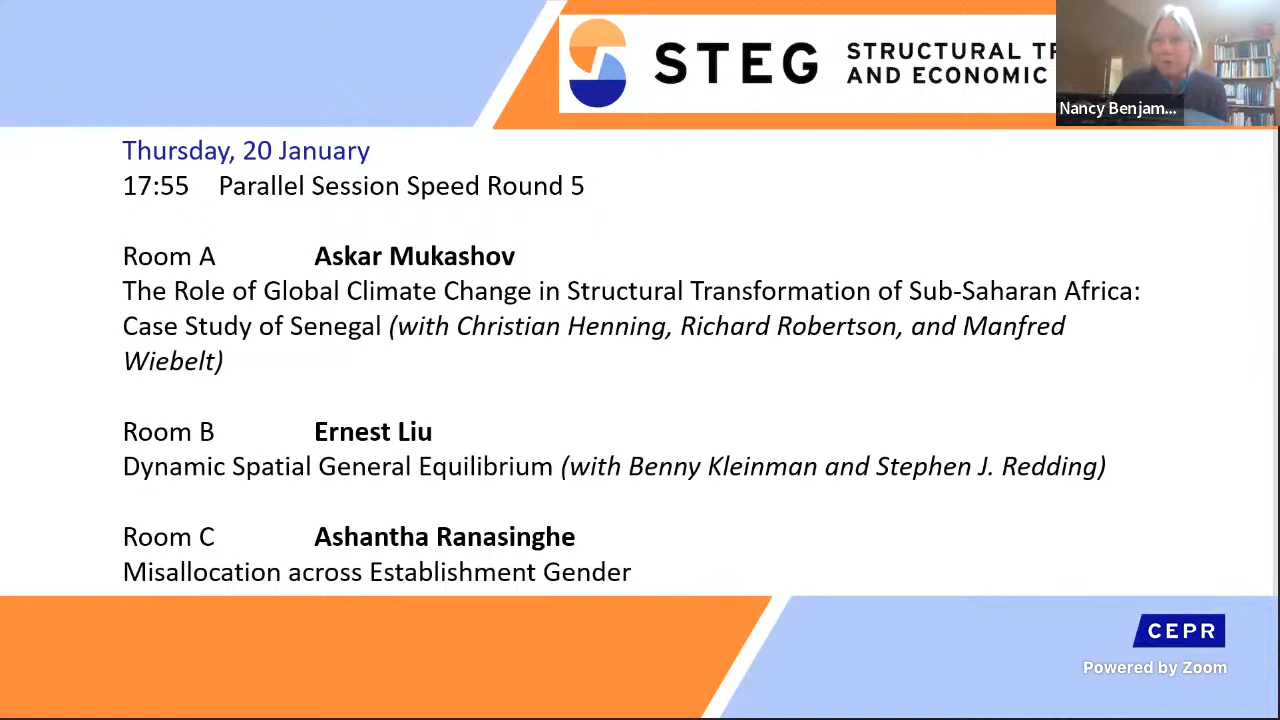 STEG
STRUCTURAL TR
AND ECONOMIC
Nancy Benjam...
Thursday, 20 January
17:55 Parallel Session Speed Round 5
Room A Askar Mukashov
The Role of Global Climate Change in Structural Transformation of Sub-Saharan Africa:
Case Study of Senegal (with Christian Henning, Richard Robertson, and Manfred
Wiebelt)
Room B Ernest Liu
Dynamic Spatial General Equilibrium (with Benny Kleinman and Stephen J. Redding)
Room C Ashantha Ranasinghe
Misallocation across Establishment Gender
CEPR
Powered by Zoom